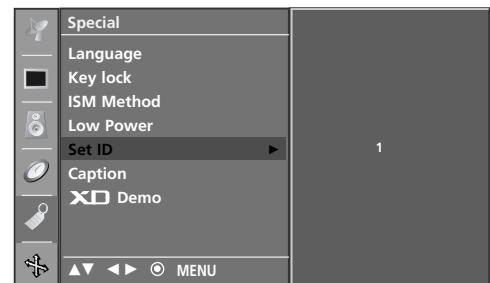 Special
Language
Key lock
ISM Method
Low Power
Set ID ► 1
Caption
XD Demo
▲▼ ◄► ⦿ MENU